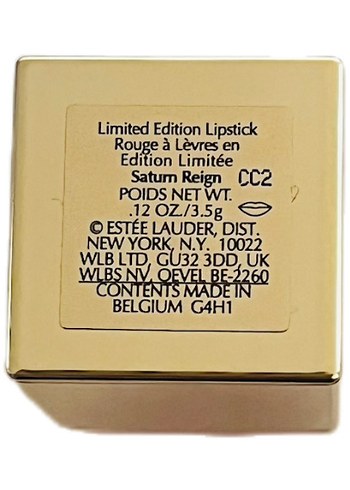 Limited Edition Lipstick
Rouge à Lèvres en
Edition Limitée
Saturn Reign CC2
POIDS NET WT.
.12 OZ./3.5g
© ESTÉE LAUDER, DIST.
NEW YORK, N.Y. 10022
WLB LTD, GU32 3DD, UK
WLBS NV, OEVEL BE-2260
CONTENTS MADE IN
BELGIUM G4H1